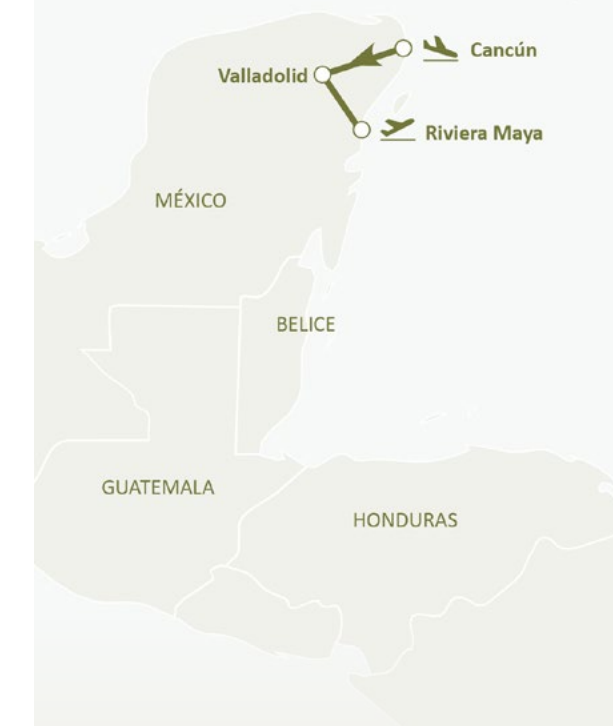 Cancún
Valladolid
Riviera Maya
MÉXICO
BELICE
GUATEMALA
HONDURAS